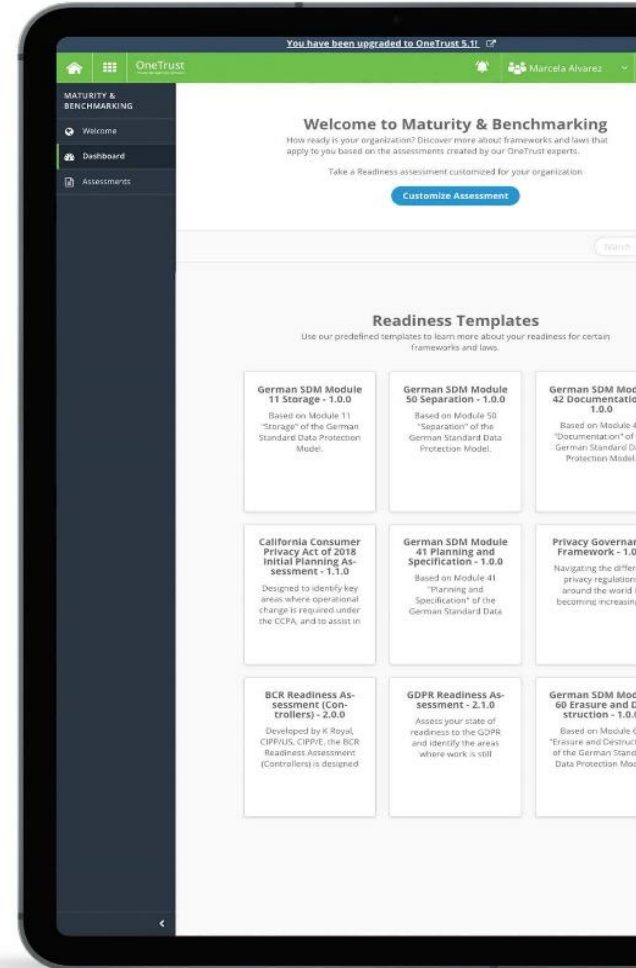 You have been upgraded to OneTrust 5.1!
OneTrust
Marcela Alvarez
MATURITY &
BENCHMARKING
Welcome
Dashboard
Assessments
Welcome to Maturity & Benchmarking
How ready is your organization? Discover more about frameworks and laws that
apply to you based on the assessments created by our OneTrust experts.
Take a Readiness assessment customized for your organization
Customize Assessment
Search
Readiness Templates
Use our predefined templates to learn more about your readiness for certain
frameworks and laws.
German SDM Module
11 Storage - 1.0.0
Based on Module 11
"Storage" of the German
Standard Data Protection
Model.
German SDM Module
50 Separation - 1.0.0
Based on Module 50
"Separation" of the
German Standard Data
Protection Model.
German SDM Mod
42 Documentatio
1.0.0
Based on Module 4
"Documentation" of
German Standard Da
Protection Model.
California Consumer
Privacy Act of 2018
Initial Planning As-
sessment - 1.1.0
Designed to identify key
areas where operational
change is required under
the CCPA, and to assist in
German SDM Module
41 Planning and
Specification - 1.0.0
Based on Module 41
"Planning and
Specification" of the
German Standard Data
Privacy Governan
Framework - 1.0
Navigating the differe
privacy regulation
around the world i
becoming increasing
BCR Readiness As-
sessment (Con-
trollers) - 2.0.0
Developed by K Royal,
CIPP/US, CIPP/E, the BCR
Readiness Assessment
(Controllers) is designed
GDPR Readiness As-
sessment - 2.1.0
Assess your state of
readiness to the GDPR
and identify the areas
where work is still
German SDM Mod
60 Erasure and D
struction - 1.0.0
Based on Module 6
"Erasure and Destruct
of the German Stand
Data Protection Mod